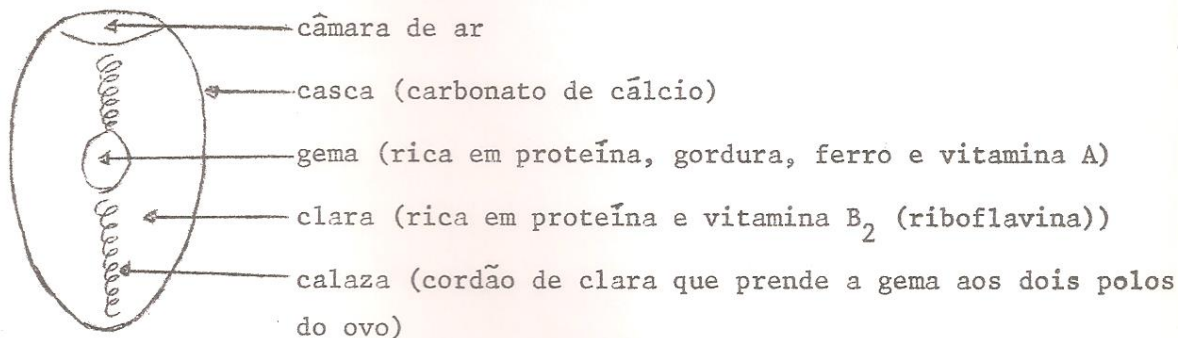 câmara de ar
casca (carbonato de cálcio)
gema (rica em proteína, gordura, ferro e vitamina A)
clara (rica em proteína e vitamina B₂ (riboflavina))
calaza (cordão de clara que prende a gema aos dois polos
do ovo)